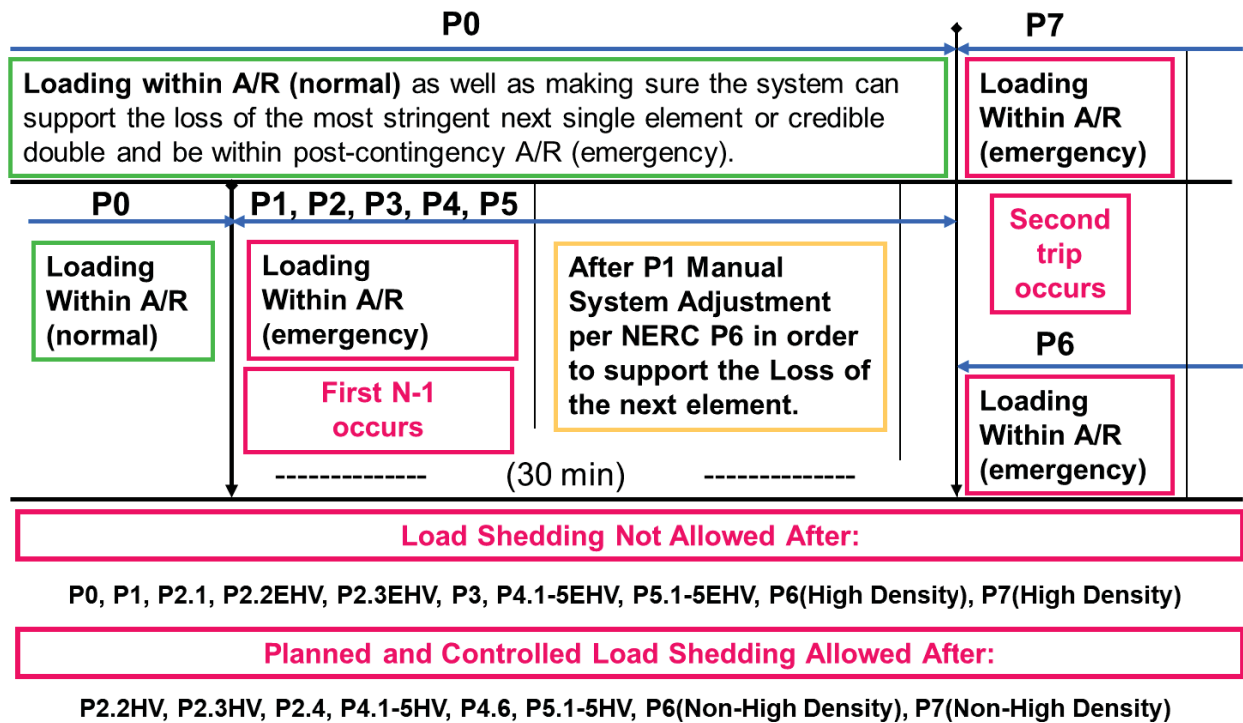 P0
P7
Loading within A/R (normal) as well as making sure the system can
support the loss of the most stringent next single element or credible
double and be within post-contingency A/R (emergency).
Loading
Within A/R
(emergency)
P0
P1, P2, P3, P4, P5
Loading
Within A/R
(normal)
Loading
Within A/R
(emergency)
First N-1
occurs
After P1 Manual
System Adjustment
per NERC P6 in order
to support the Loss of
the next element.
Second
trip
occurs
P6
Loading
Within A/R
(emergency)
-------------- (30 min) --------------
Load Shedding Not Allowed After:
P0, P1, P2.1, P2.2EHV, P2.3EHV, P3, P4.1-5EHV, P5.1-5EHV, P6(High Density), P7(High Density)
Planned and Controlled Load Shedding Allowed After:
P2.2HV, P2.3HV, P2.4, P4.1-5HV, P4.6, P5.1-5HV, P6(Non-High Density), P7(Non-High Density)